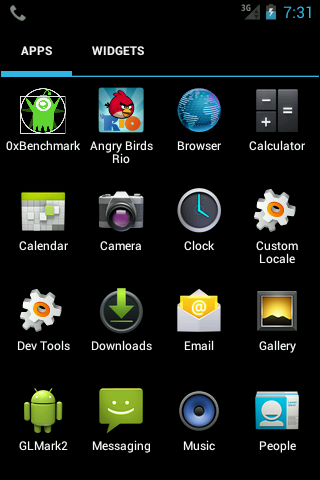 3G 7:31
APPS WIDGETS
0xBenchmark Angry Birds Rio Browser Calculator
RIO
Calendar Camera Clock Custom Locale
Dev Tools Downloads Email Gallery
GLMark2 Messaging Music People